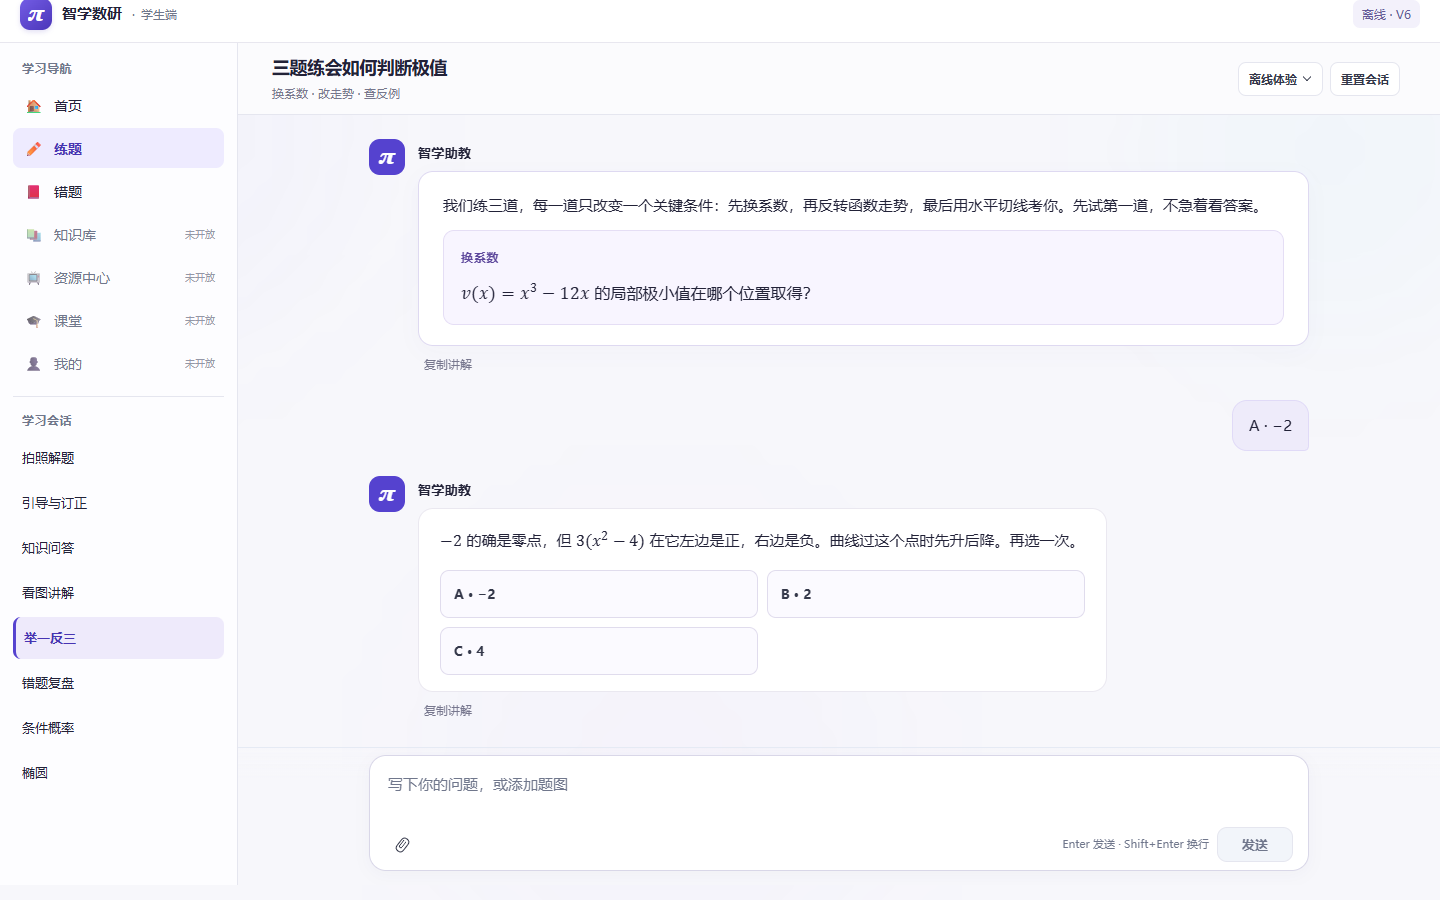 π 智学数研 · 学生端
离线 · V6
学习导航
首页
练题
错题
知识库 未开放
资源中心 未开放
课堂 未开放
我的 未开放
学习会话
拍照解题
引导与订正
知识问答
看图讲解
举一反三
错题复盘
条件概率
椭圆
三题练会如何判断极值
换系数 · 改走势 · 查反例
离线体验
重置会话
π 智学助教
我们练三道，每一道只改变一个关键条件：先换系数，再反转函数走势，最后用水平切线考你。先试第一道，不急着看答案。
换系数
v(x) = x³ − 12x 的局部极小值在哪个位置取得？
复制讲解
A · −2
π 智学助教
−2 的确是零点，但 3(x² − 4) 在它左边是正，右边是负。曲线过这个点时先升后降。再选一次。
A • −2
B • 2
C • 4
复制讲解
写下你的问题，或添加题图
Enter 发送 · Shift+Enter 换行
发送